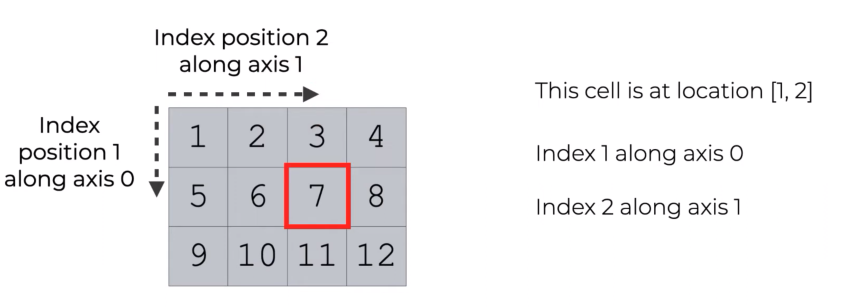 Index position 2
along axis 1
Index
position 1
along axis 0
1 2 3 4
5 6 7 8
9 10 11 12
This cell is at location [1, 2]
Index 1 along axis 0
Index 2 along axis 1